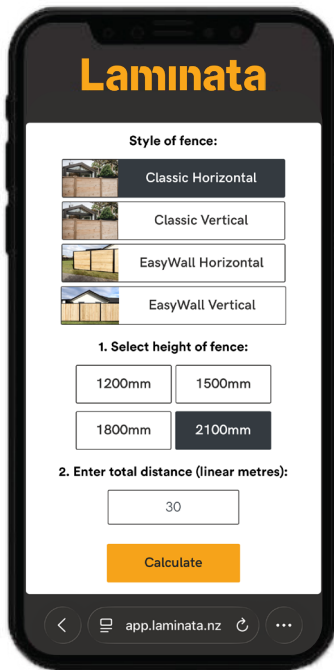 Laminata
Style of fence:
Classic Horizontal
Classic Vertical
EasyWall Horizontal
EasyWall Vertical
1. Select height of fence:
1200mm 1500mm
1800mm 2100mm
2. Enter total distance (linear metres):
30
Calculate
app.laminata.nz